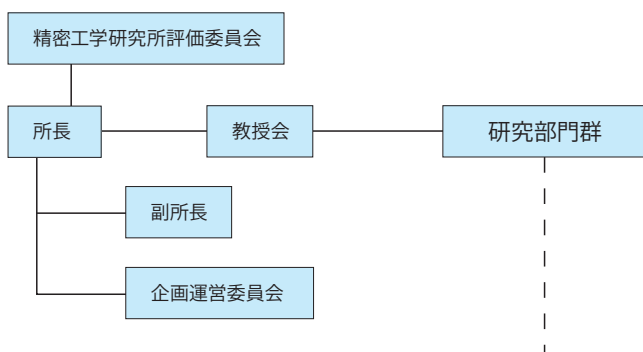 精密工学研究所評価委員会
所長
教授会
研究部門群
副所長
企画運営委員会